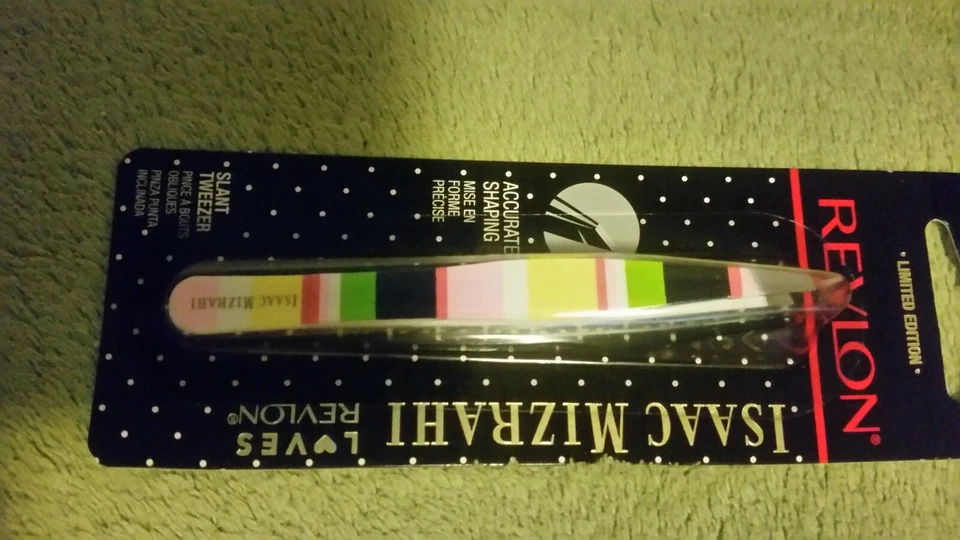 • LIMITED EDITION •
REVLON®
ACCURATE
SHAPING
MISE EN
FORME
PRÉCISE
ISAAC MIZRAHI
L♥VES
REVLON®
ISAAC MIZRAHI
SLANT
TWEEZER
PINCE À BOUTS
OBLIQUES
PINZA PUNTA
INCLINADA